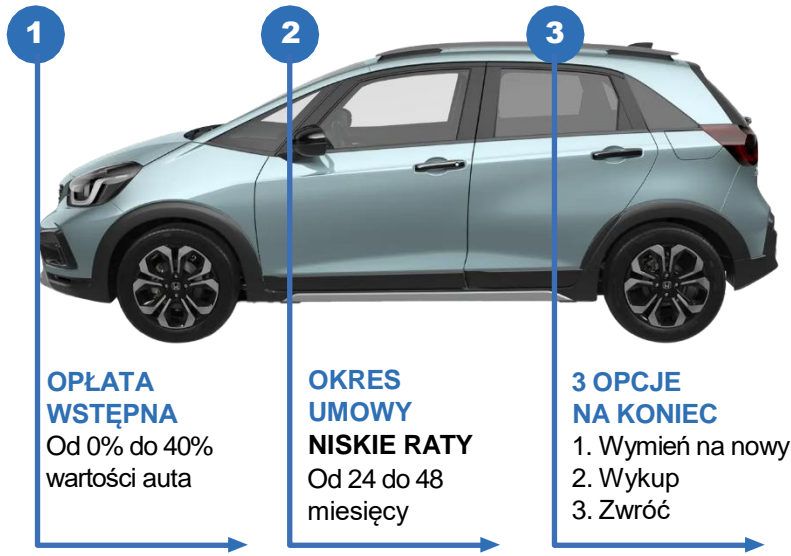 1
2
3
OPŁATA
WSTĘPNA
Od 0% do 40%
wartości auta
OKRES
UMOWY
NISKIE RATY
Od 24 do 48
miesięcy
3 OPCJE
NA KONIEC
1. Wymień na nowy
2. Wykup
3. Zwróć